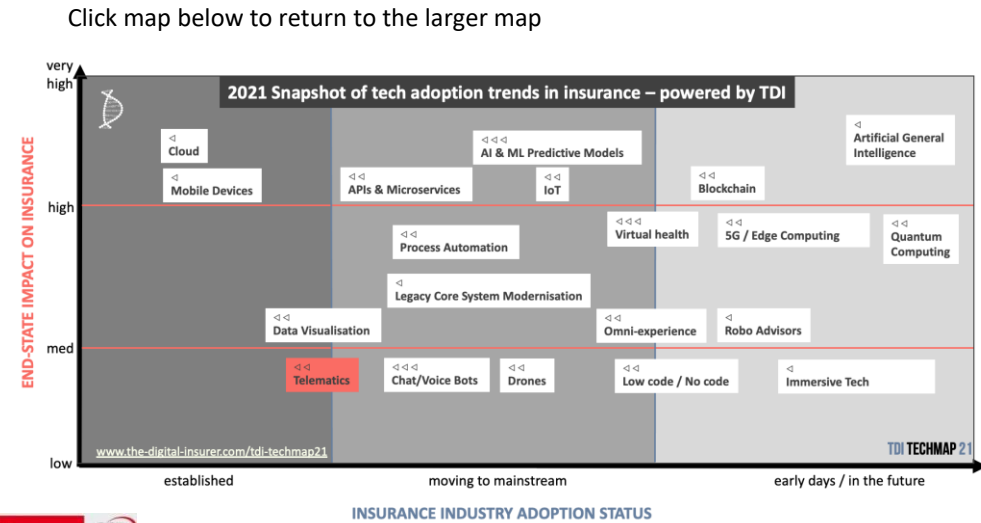 Click map below to return to the larger map
very
high
2021 Snapshot of tech adoption trends in insurance – powered by TDI
◁
Cloud
◁
Mobile Devices
◁◁
APIs & Microservices
◁◁◁
AI & ML Predictive Models
◁◁
IoT
◁◁
Blockchain
◁
Artificial General
Intelligence
END-STATE IMPACT ON INSURANCE
high
◁◁
Process Automation
◁◁◁
Virtual health
◁◁
5G / Edge Computing
◁◁
Quantum
Computing
◁
Legacy Core System Modernisation
◁◁
Data Visualisation
◁◁
Omni-experience
◁
Robo Advisors
med
◁◁
Telematics
◁◁◁
Chat/Voice Bots
◁◁
Drones
◁◁
Low code / No code
◁
Immersive Tech
www.the-digital-insurer.com/tdi-techmap21
TDI TECHMAP 21
low
established
moving to mainstream
early days / in the future
INSURANCE INDUSTRY ADOPTION STATUS